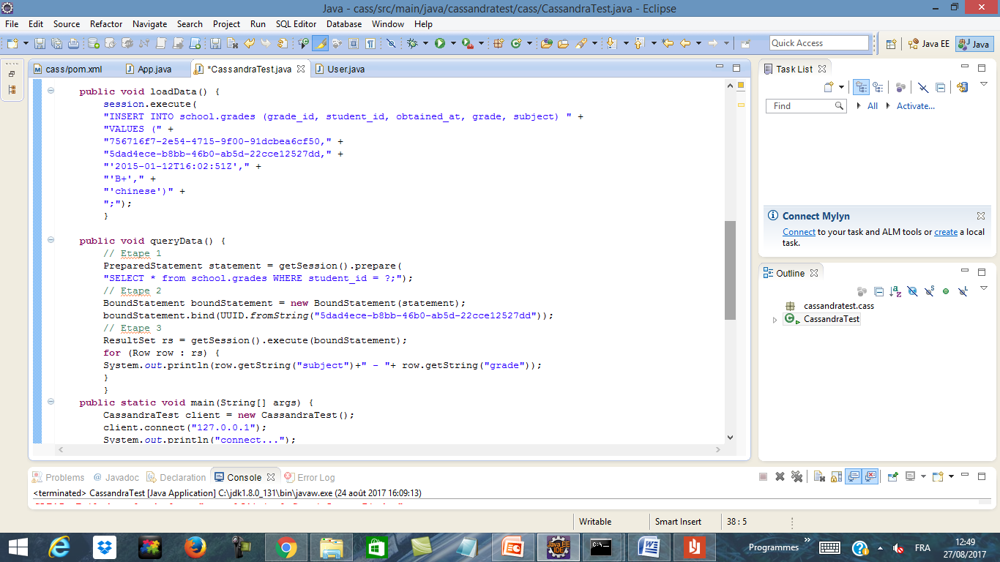 Java - cass/src/main/java/cassandratest/cass/CassandraTest.java - Eclipse
File Edit Source Refactor Navigate Search Project Run SQL Editor Database Window Help
Quick Access
Java EE
Java
cass/pom.xml
App.java
*CassandraTest.java
User.java
public void loadData() {
session.execute(
"INSERT INTO school.grades (grade_id, student_id, obtained_at, grade, subject) " +
"VALUES (" +
"756716f7-2e54-4715-9f00-91dcbea6cf50," +
"5dad4ece-b8bb-46b0-ab5d-22cce12527dd," +
"'2015-01-12T16:02:51Z'," +
"'B+'," +
"'chinese')" +
";");
}
public void queryData() {
// Etape 1
PreparedStatement statement = getSession().prepare(
"SELECT * from school.grades WHERE student_id = ?;");
// Etape 2
BoundStatement boundStatement = new BoundStatement(statement);
boundStatement.bind(UUID.fromString("5dad4ece-b8bb-46b0-ab5d-22cce12527dd"));
// Etape 3
ResultSet rs = getSession().execute(boundStatement);
for (Row row : rs) {
System.out.println(row.getString("subject")+" - "+ row.getString("grade"));
}
}
public static void main(String[] args) {
CassandraTest client = new CassandraTest();
client.connect("127.0.0.1");
System.out.println("connect...");
Task List
Find
All
Activate...
Connect Mylyn
Connect to your task and ALM tools or create a local
task.
Outline
cassandratest.cass
CassandraTest
Problems
@ Javadoc
Declaration
Console
Error Log
<terminated> CassandraTest [Java Application] C:\jdk1.8.0_131\bin\javaw.exe (24 août 2017 16:09:13)
Writable
Smart Insert
38 : 5
Programmes
FRA
12:49
27/08/2017